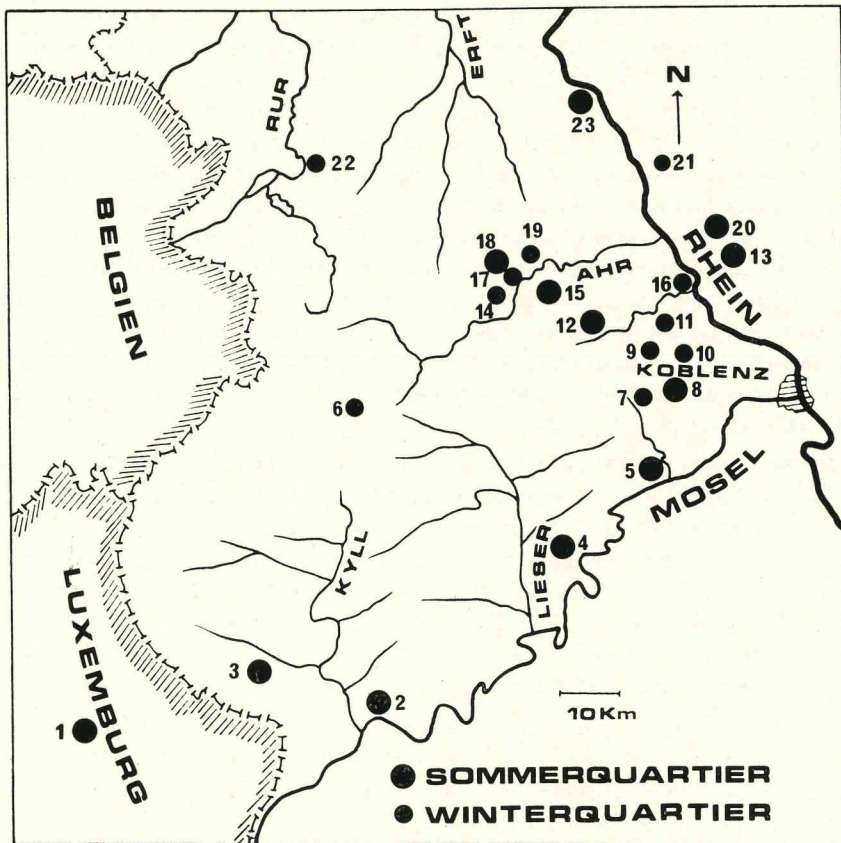 ERFT
RUR
N
23
22
21
BELGIEN
20
19
18
RHEIN
13
AHR
17
16
14
15
12
11
9
10
KOBLENZ
6
7
8
5
MOSEL
LIESER
4
KYLL
LUXEMBURG
3
2
10Km
1
SOMMERQUARTIER
WINTERQUARTIER